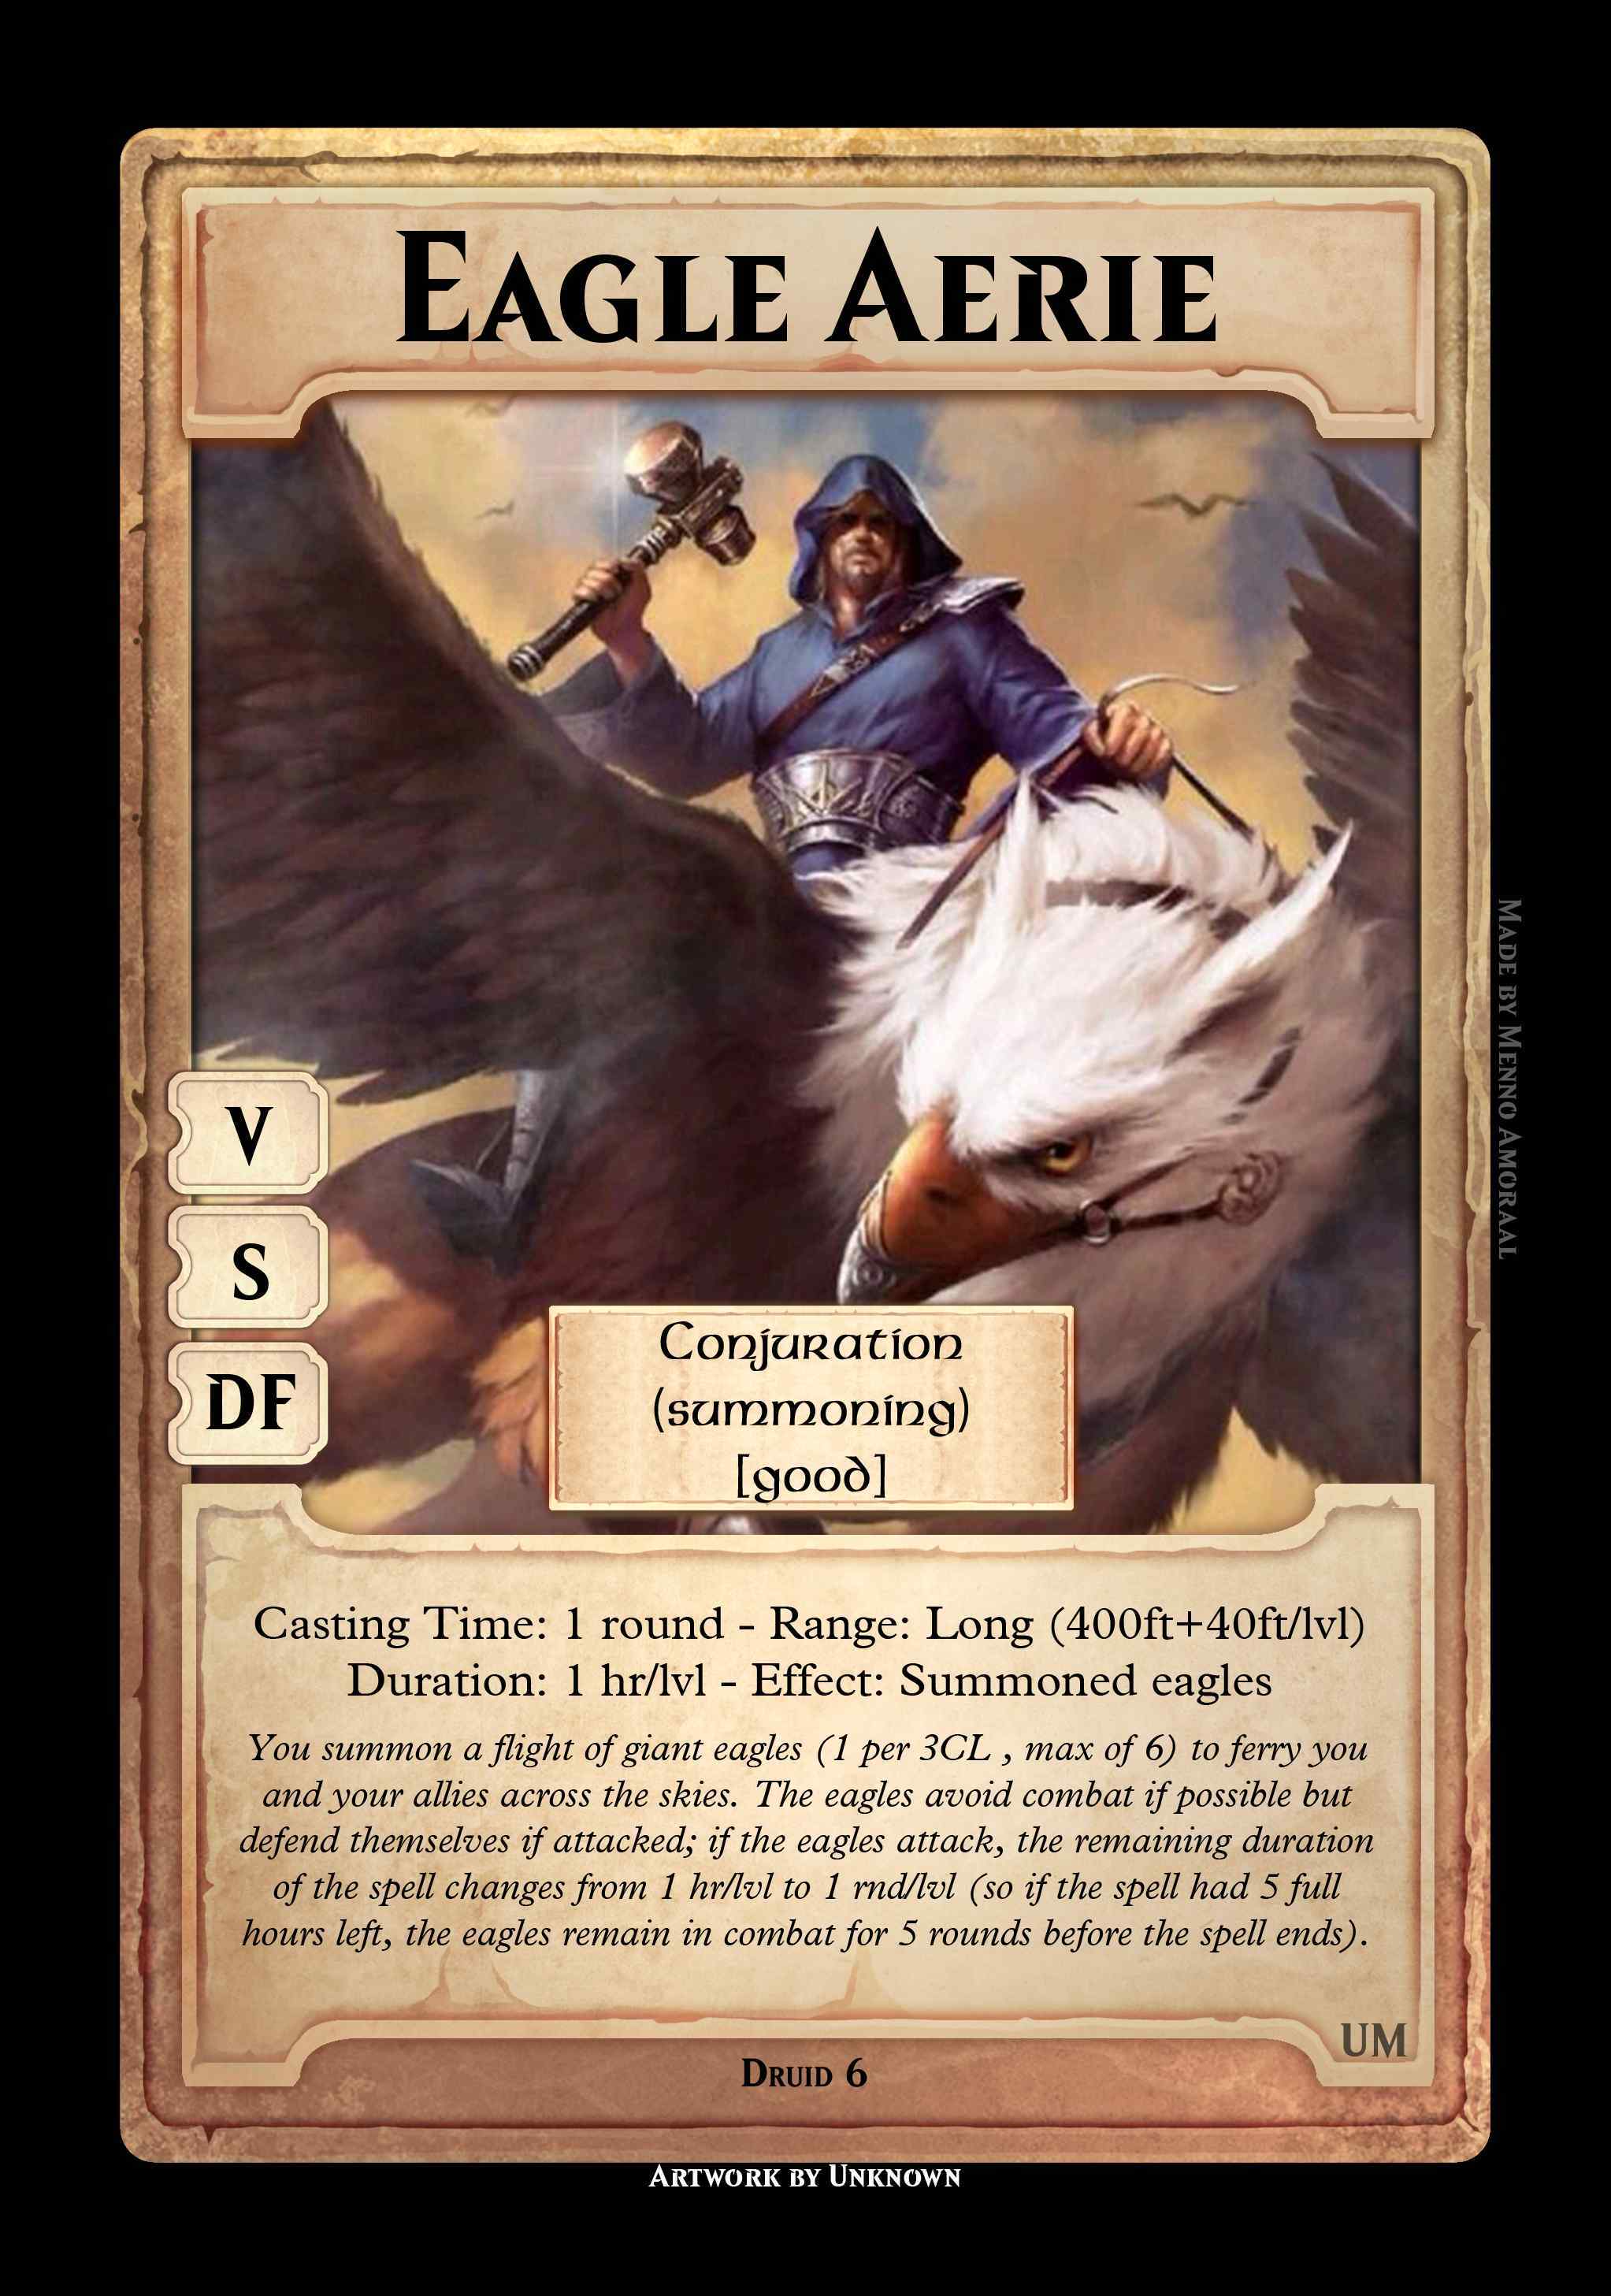 Eagle Aerie
V
S
DF
Conjuration
(summoning)
[good]
Casting Time: 1 round - Range: Long (400ft+40ft/lvl)
Duration: 1 hr/lvl - Effect: Summoned eagles
You summon a flight of giant eagles (1 per 3CL , max of 6) to ferry you
and your allies across the skies. The eagles avoid combat if possible but
defend themselves if attacked; if the eagles attack, the remaining duration
of the spell changes from 1 hr/lvl to 1 rnd/lvl (so if the spell had 5 full
hours left, the eagles remain in combat for 5 rounds before the spell ends).
UM
Druid 6
Artwork by Unknown
Made by Menno Amoraal